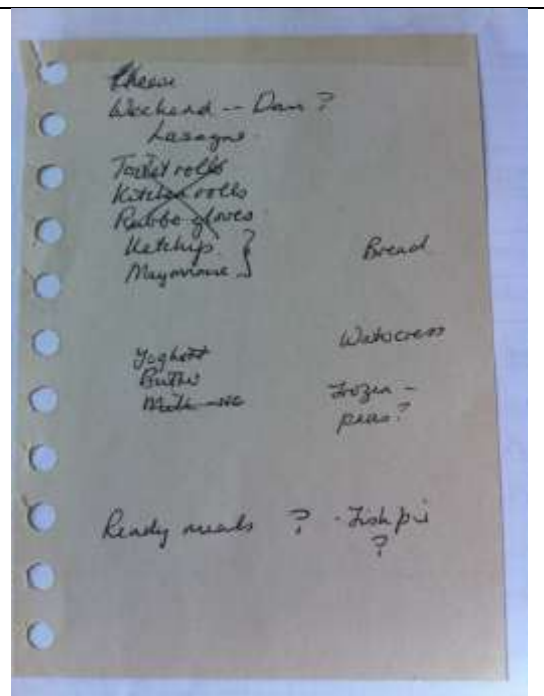 Cheese
Weekend -- Dan ?
Lasagne.
Toilet rolls
Kitchen rolls
Rubber gloves
Ketchup }
Mayonnaise }
Bread
Watercress
Yoghurt
Butter
Milk - NO
Frozen -
peas?
Ready meals ? - Fish pie
?